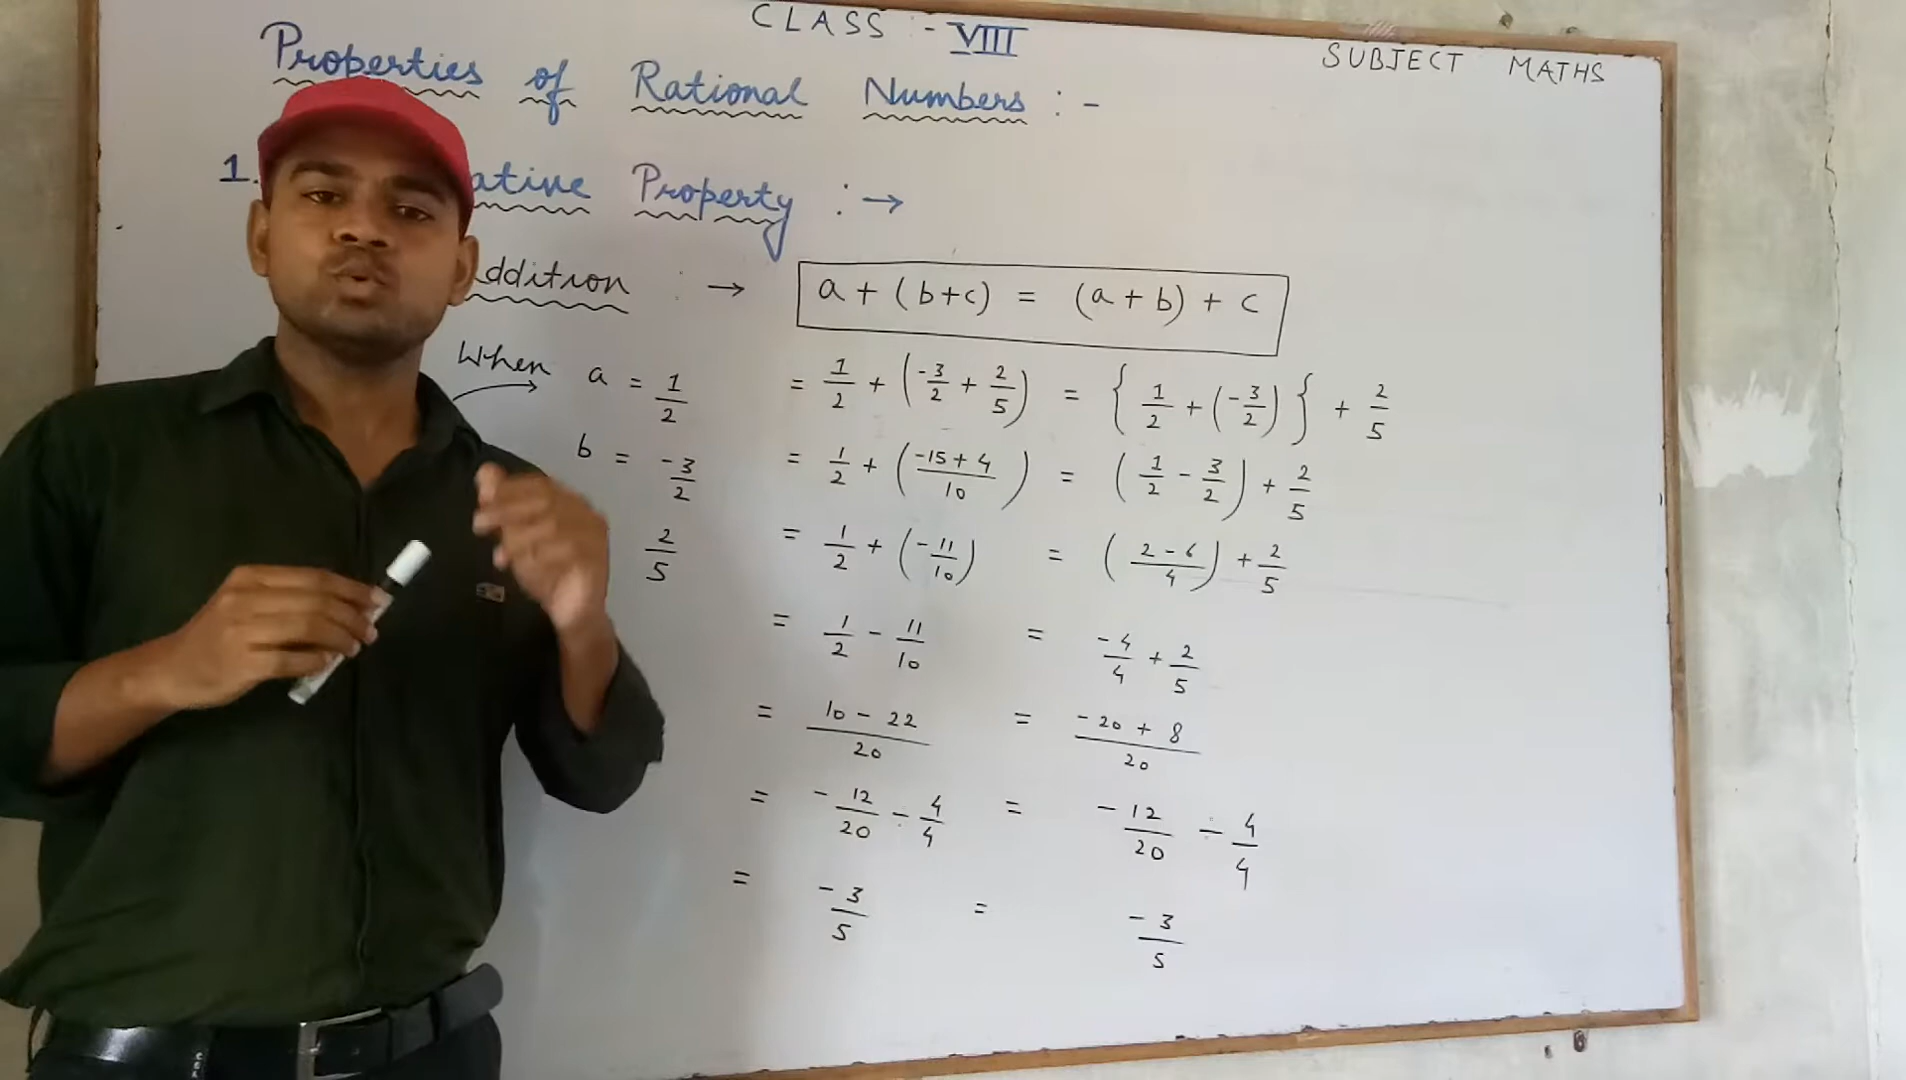 CLASS :- VIII
SUBJECT MATHS
Properties of Rational Numbers :-
1. ative Property : →
ddition : → a + (b+c) = (a + b) + c
When → a = 1/2 = 1/2 + (-3/2 + 2/5) = {1/2 + (-3/2)} + 2/5
b = -3/2 = 1/2 + (-15+4/10) = (1/2 - 3/2) + 2/5
2/5 = 1/2 + (-11/10) = (2-6/4) + 2/5
= 1/2 - 11/10 = -4/4 + 2/5
= 10 - 22/20 = -20 + 8/20
= -12/20 ÷ 4/4 = -12/20 ÷ 4/4
= -3/5 = -3/5